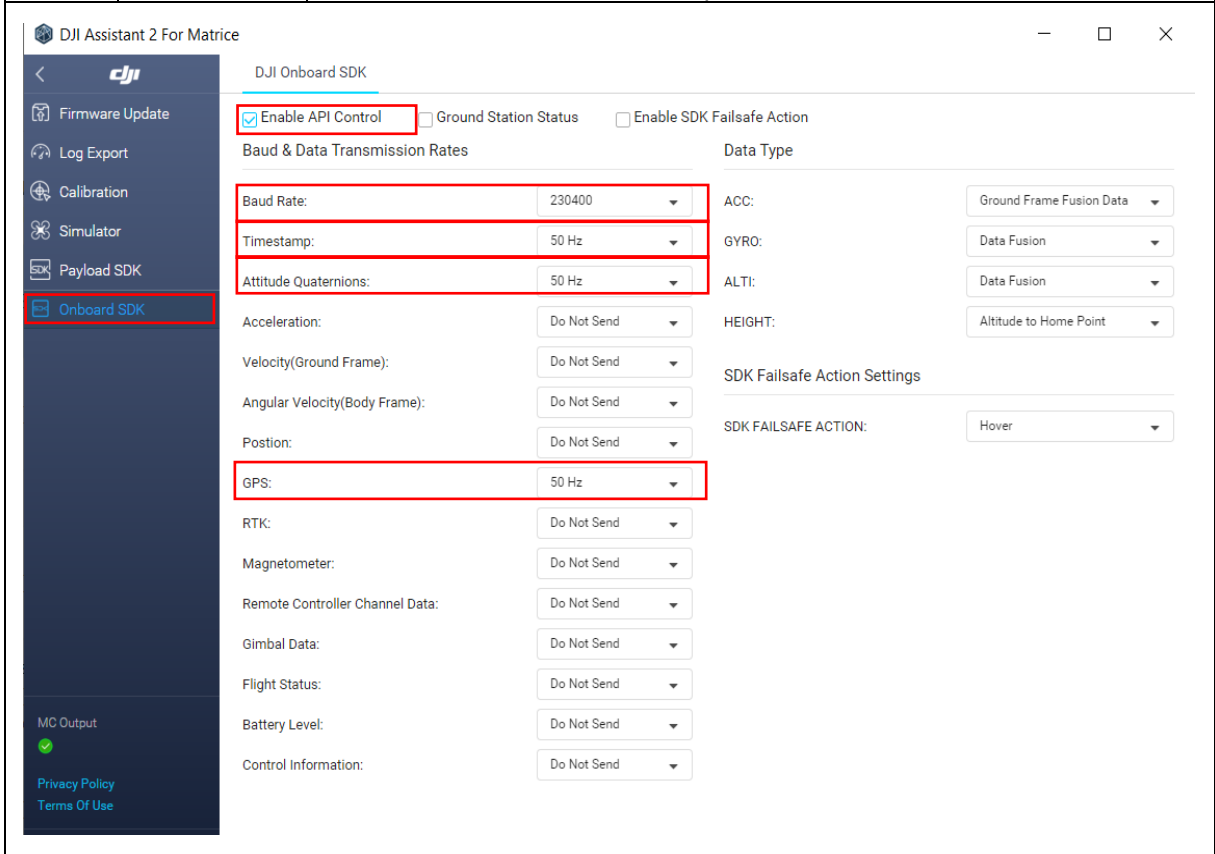 DJI Assistant 2 For Matrice
dji
DJI Onboard SDK
Firmware Update
Log Export
Calibration
Simulator
SDK Payload SDK
Onboard SDK
MC Output
Privacy Policy
Terms Of Use
Enable API Control Ground Station Status Enable SDK Failsafe Action
Baud & Data Transmission Rates
Baud Rate: 230400
Timestamp: 50 Hz
Attitude Quaternions: 50 Hz
Acceleration: Do Not Send
Velocity(Ground Frame): Do Not Send
Angular Velocity(Body Frame): Do Not Send
Postion: Do Not Send
GPS: 50 Hz
RTK: Do Not Send
Magnetometer: Do Not Send
Remote Controller Channel Data: Do Not Send
Gimbal Data: Do Not Send
Flight Status: Do Not Send
Battery Level: Do Not Send
Control Information: Do Not Send
Data Type
ACC: Ground Frame Fusion Data
GYRO: Data Fusion
ALTI: Data Fusion
HEIGHT: Altitude to Home Point
SDK Failsafe Action Settings
SDK FAILSAFE ACTION: Hover